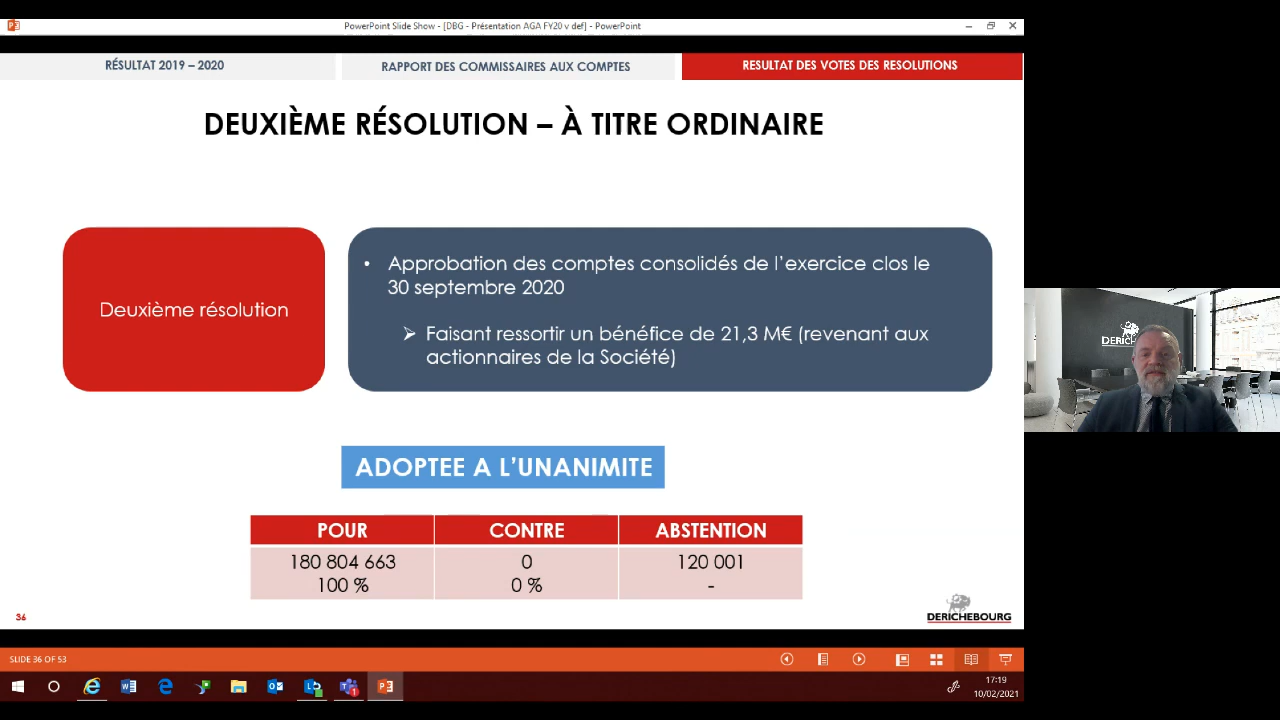 PowerPoint Slide Show - [DBG - Présentation AGA FY20 v def] - PowerPoint
RÉSULTAT 2019 – 2020
RAPPORT DES COMMISSAIRES AUX COMPTES
RESULTAT DES VOTES DES RESOLUTIONS
DEUXIÈME RÉSOLUTION – À TITRE ORDINAIRE
Deuxième résolution
• Approbation des comptes consolidés de l’exercice clos le
30 septembre 2020
➢ Faisant ressortir un bénéfice de 21,3 M€ (revenant aux
actionnaires de la Société)
ADOPTEE A L’UNANIMITE
POUR CONTRE ABSTENTION
180 804 663 0 120 001
100 % 0 % -
36
DERICHEBOURG
SLIDE 36 OF 53
17:19
10/02/2021